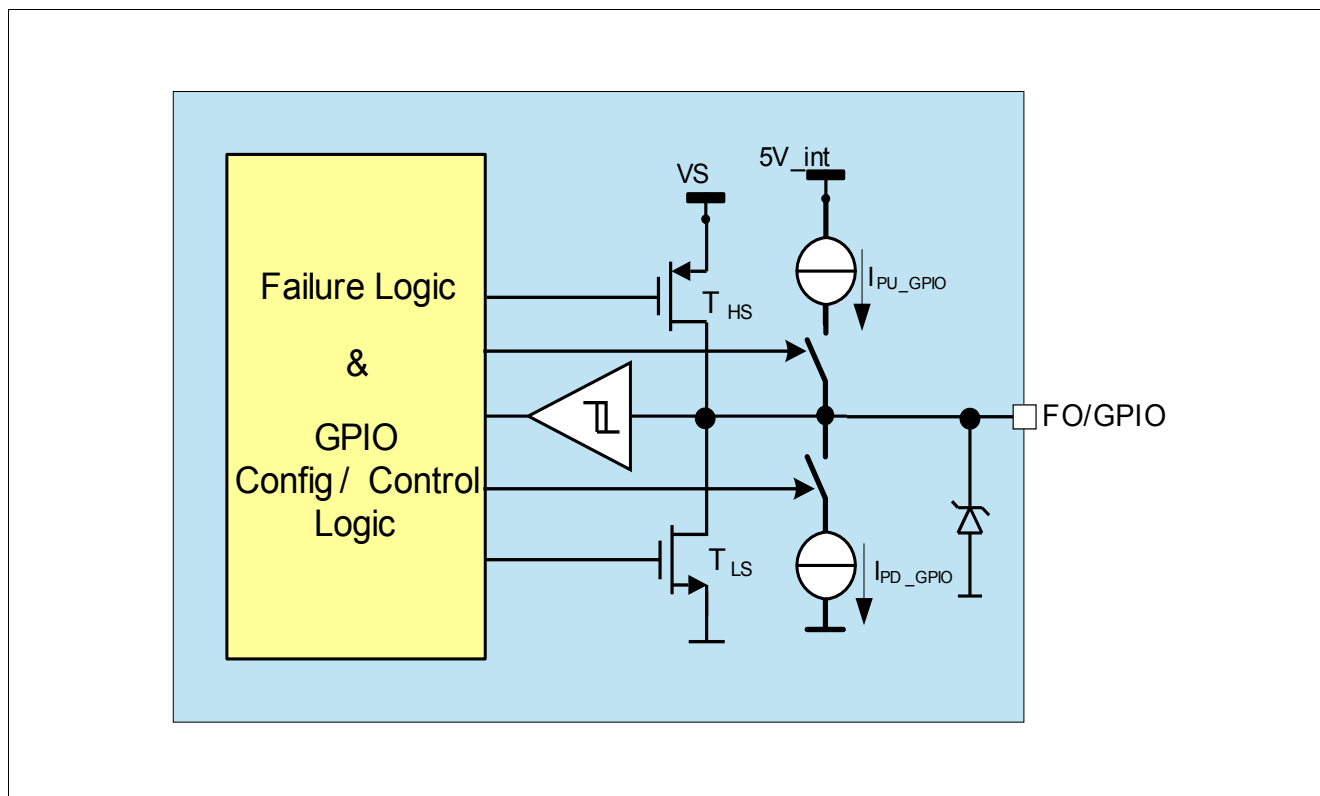 5V_int
VS
Failure Logic
&
GPIO
Config / Control
Logic
T HS
I PU_GPIO
FO/GPIO
T LS
I PD_GPIO